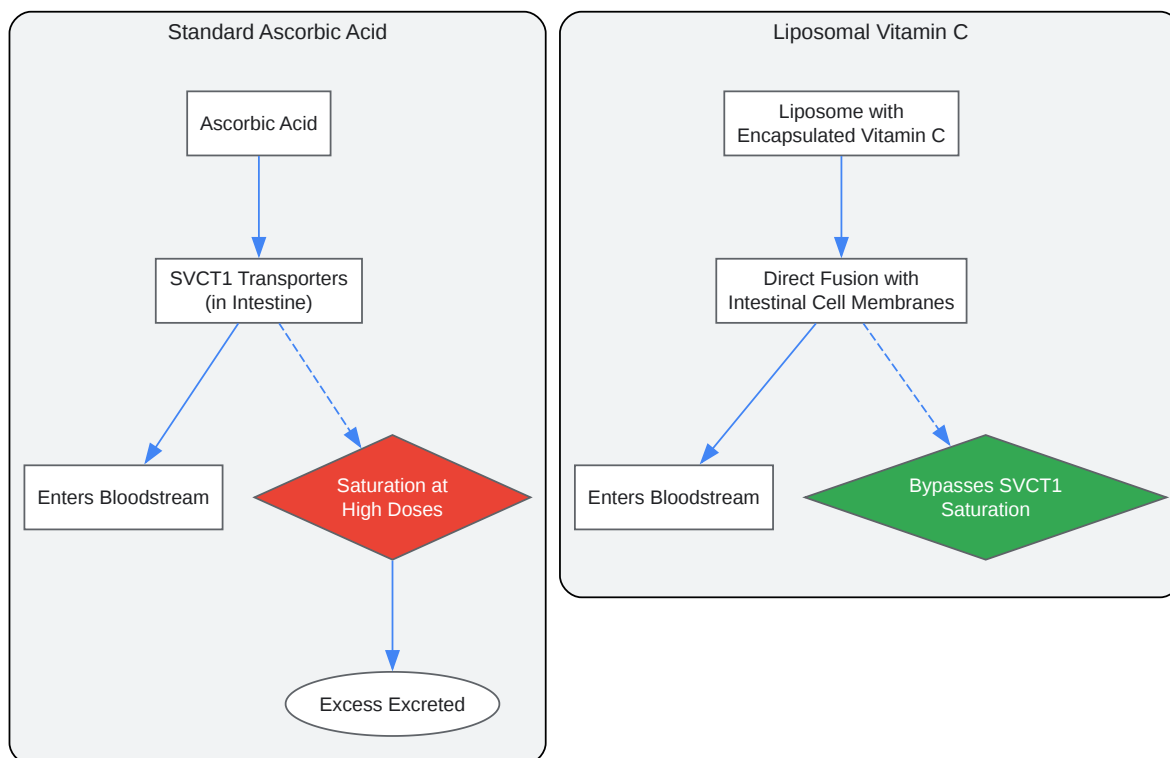 Standard Ascorbic Acid
Ascorbic Acid
SVCT1 Transporters
(in Intestine)
Enters Bloodstream
Saturation at
High Doses
Excess Excreted
Liposomal Vitamin C
Liposome with
Encapsulated Vitamin C
Direct Fusion with
Intestinal Cell Membranes
Enters Bloodstream
Bypasses SVCT1
Saturation